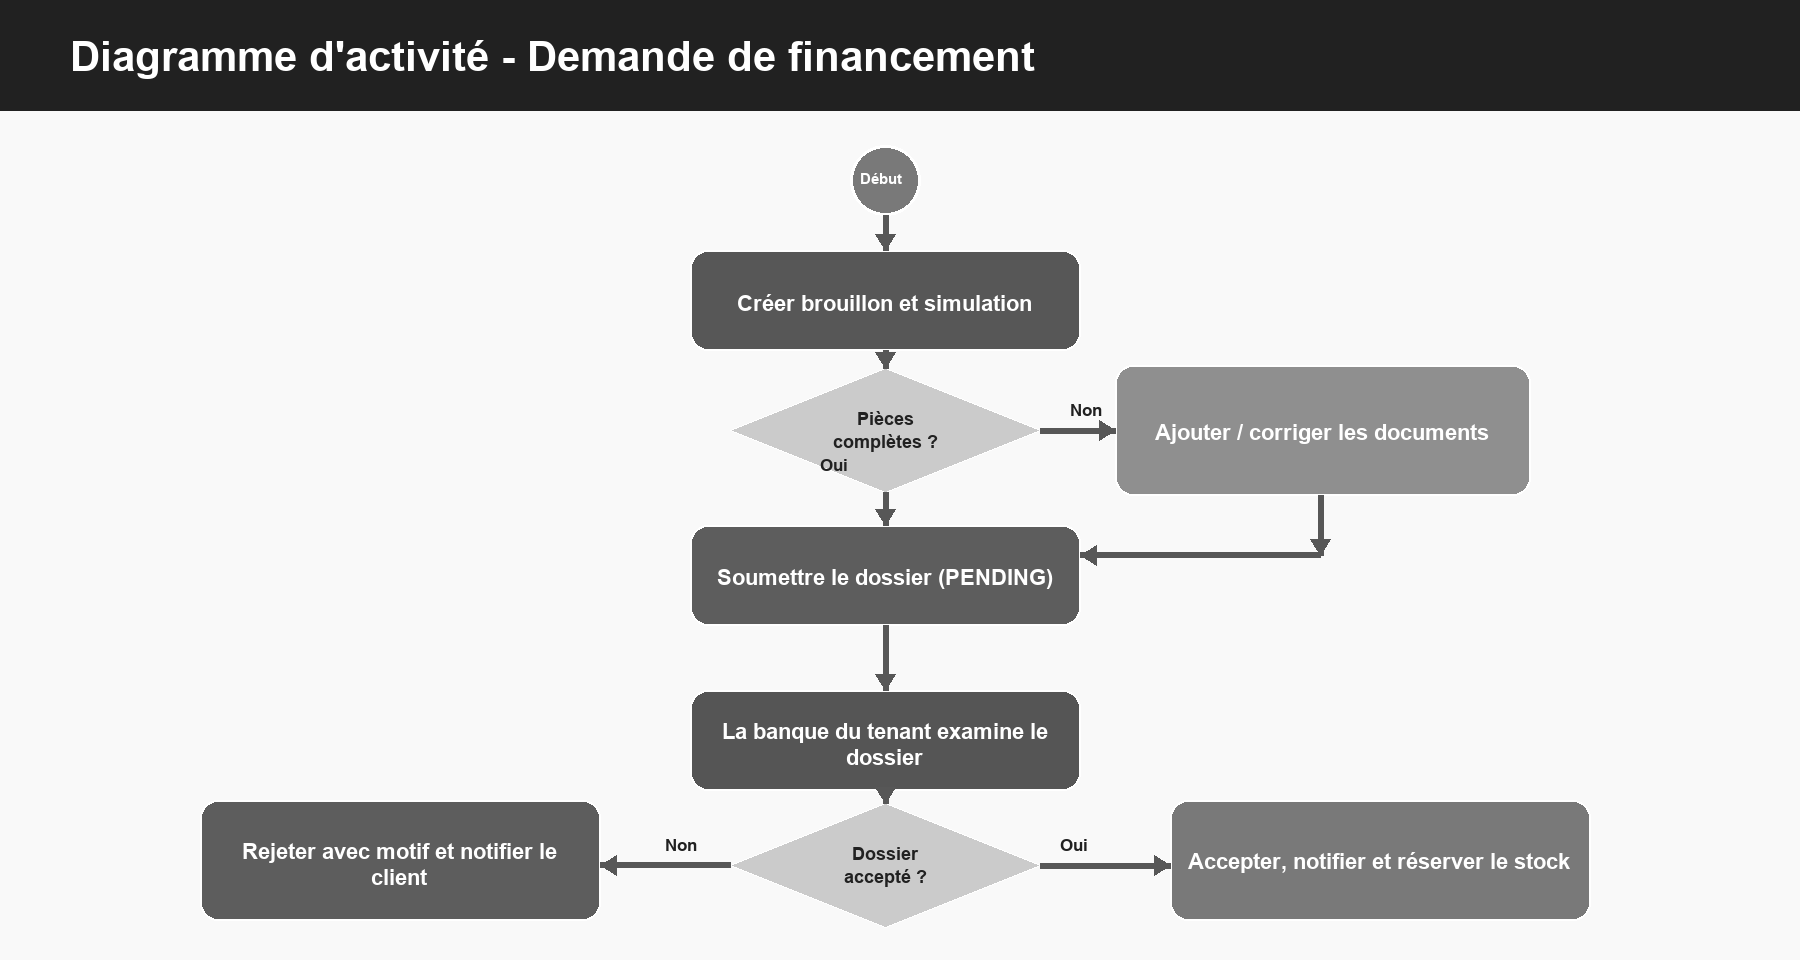 Diagramme d'activité - Demande de financement
Début
Créer brouillon et simulation
Pièces
complètes ?
Oui
Non
Ajouter / corriger les documents
Soumettre le dossier (PENDING)
La banque du tenant examine le
dossier
Dossier
accepté ?
Non
Rejeter avec motif et notifier le
client
Oui
Accepter, notifier et réserver le stock